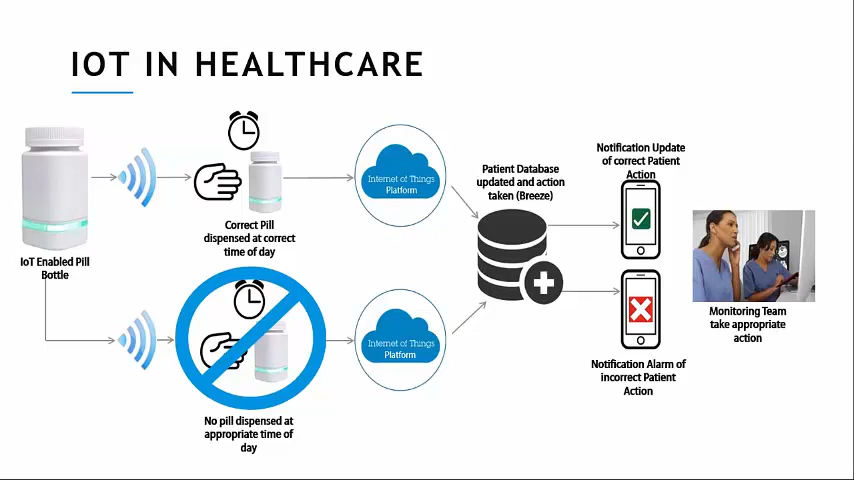 IOT IN HEALTHCARE
IoT Enabled Pill
Bottle
Correct Pill
dispensed at correct
time of day
Internet of Things
Platform
Patient Database
updated and action
taken (Breeze)
Notification Update
of correct Patient
Action
Monitoring Team
take appropriate
action
No pill dispensed at
appropriate time of
day
Internet of Things
Platform
Notification Alarm of
incorrect Patient
Action